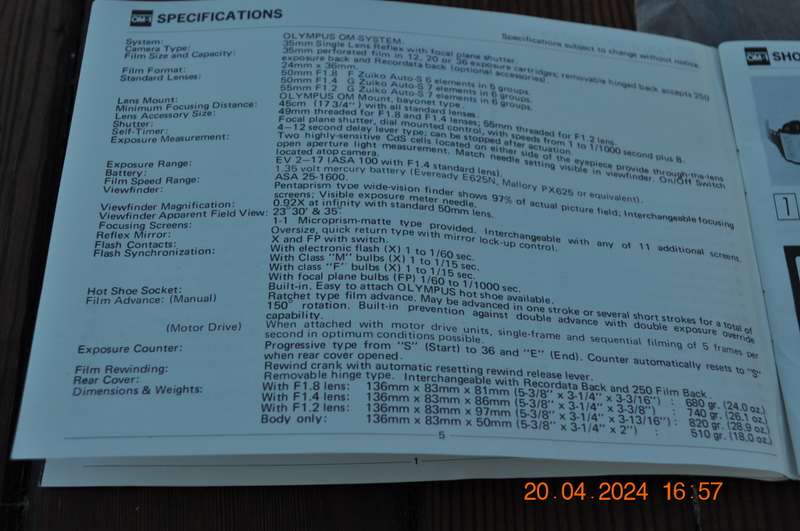 OM-1 SPECIFICATIONS
Specifications subject to change without notice.
System: OLYMPUS OM-SYSTEM
Camera Type: 35mm Single Lens Reflex with focal plane shutter
Film Size and Capacity: 35mm perforated film in 12, 20 or 36 exposure cartridges; removable hinged back accepts 250
exposure back and Recordata back (optional accessories).
Film Format: 24mm x 36mm.
Standard Lenses: 50mm F1.8 F Zuiko Auto-S 6 elements in 5 groups.
50mm F1.4 G Zuiko Auto-S 7 elements in 6 groups.
55mm F1.2 G Zuiko Auto-S 7 elements in 6 groups.
Lens Mount: OLYMPUS OM Mount, bayonet type.
Minimum Focusing Distance: 45cm (17 3/4") with all standard lenses.
Lens Accessory Size: 49mm threaded for F1.8 and F1.4 lenses; 55mm threaded for F1.2 lens.
Shutter: Focal plane shutter, dial mounted control, with speeds from 1 to 1/1000 second plus B.
Self-Timer: 4–12 second delay lever type; can be stopped after actuation
Exposure Measurement: Two highly-sensitive CdS cells located on either side of the eyepiece provide through-the-lens
open aperture light measurement. Match needle setting visible in viewfinder. On/Off Switch
located atop camera.
Exposure Range: EV 2–17 (ASA 100 with F1.4 standard lens).
Battery: 1.35 volt mercury battery (Eveready E625N, Mallory PX625 or equivalent).
Film Speed Range: ASA 25-1600.
Viewfinder: Pentaprism type wide-vision finder shows 97% of actual picture field; Interchangeable focusing
screens; Visible exposure meter needle.
Viewfinder Magnification: 0.92X at infinity with standard 50mm lens.
Viewfinder Apparent Field View: 23°30' & 35°
Focusing Screens: 1-1 Microprism-matte type provided. Interchangeable with any of 11 additional screens.
Reflex Mirror: Oversize, quick return type with mirror lock-up control.
Flash Contacts: X and FP with switch.
Flash Synchronization: With electronic flash (X) 1 to 1/60 sec.
With Class "M" bulbs (X) 1 to 1/15 sec.
With class "F" bulbs (X) 1 to 1/15 sec.
With focal plane bulbs (FP) 1/60 to 1/1000 sec.
Hot Shoe Socket: Built-in, Easy to attach OLYMPUS hot shoe available.
Film Advance: (Manual) Ratchet type film advance. May be advanced in one stroke or several short strokes for a total of
150° rotation. Built-in prevention against double advance with double exposure override
capability.
(Motor Drive) When attached with motor drive units, single-frame and sequential filming of 5 frames per
second in optimum conditions possible.
Exposure Counter: Progressive type from "S" (Start) to 36 and "E" (End). Counter automatically resets to "S"
when rear cover opened.
Film Rewinding: Rewind crank with automatic resetting rewind release lever.
Rear Cover: Removable hinge type. Interchangeable with Recordata Back and 250 Film Back.
Dimensions & Weights: With F1.8 lens: 136mm x 83mm x 81mm (5-3/8" x 3-1/4" x 3-3/16") : 680 gr. (24.0 oz.)
With F1.4 lens: 136mm x 83mm x 86mm (5-3/8" x 3-1/4" x 3-3/8") : 740 gr. (26.1 oz.)
With F1.2 lens: 136mm x 83mm x 97mm (5-3/8" x 3-1/4" x 3-13/16") : 820 gr. (28.9 oz.)
Body only: 136mm x 83mm x 50mm (5-3/8" x 3-1/4" x 2") : 510 gr. (18.0 oz.)
5
1
OM-1 SHO
1
20.04.2024 16:57